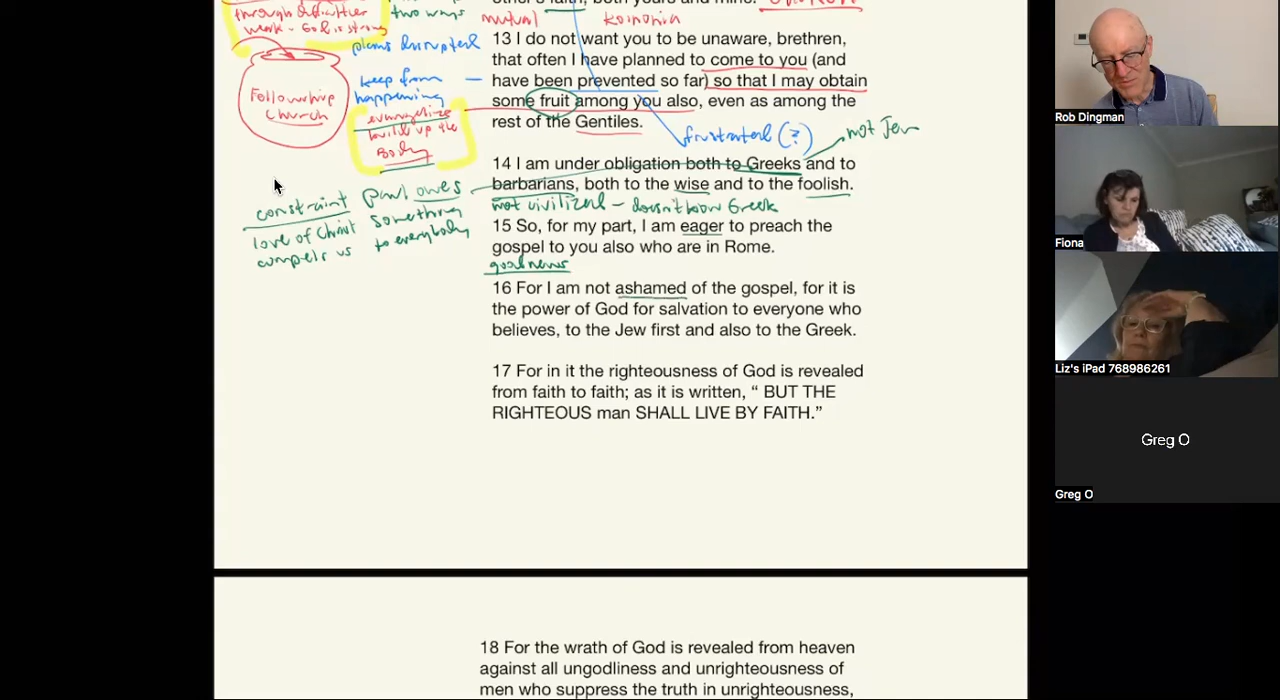 through
work - God is strong
two ways
other's faith, both yours and mine.
mutual
koinonia
plans disrupted
13 I do not want you to be unaware, brethren,
that often I have planned to come to you (and
have been prevented so far) so that I may obtain
some fruit among you also, even as among the
rest of the Gentiles.
keep from
happening
Fellowship
Church
evangelize
build up the
Body
frustrated (?)
not Jew
14 I am under obligation both to Greeks and to
barbarians, both to the wise and to the foolish.
not civilized - doesn't know Greek
constraint
love of Christ
compels us
Paul owes
something
to everybody
15 So, for my part, I am eager to preach the
gospel to you also who are in Rome.
good news
16 For I am not ashamed of the gospel, for it is
the power of God for salvation to everyone who
believes, to the Jew first and also to the Greek.
17 For in it the righteousness of God is revealed
from faith to faith; as it is written, “ BUT THE
RIGHTEOUS man SHALL LIVE BY FAITH.”
18 For the wrath of God is revealed from heaven
against all ungodliness and unrighteousness of
men who suppress the truth in unrighteousness,
Rob Dingman
Fiona
Liz's iPad 768986261
Greg O
Greg O